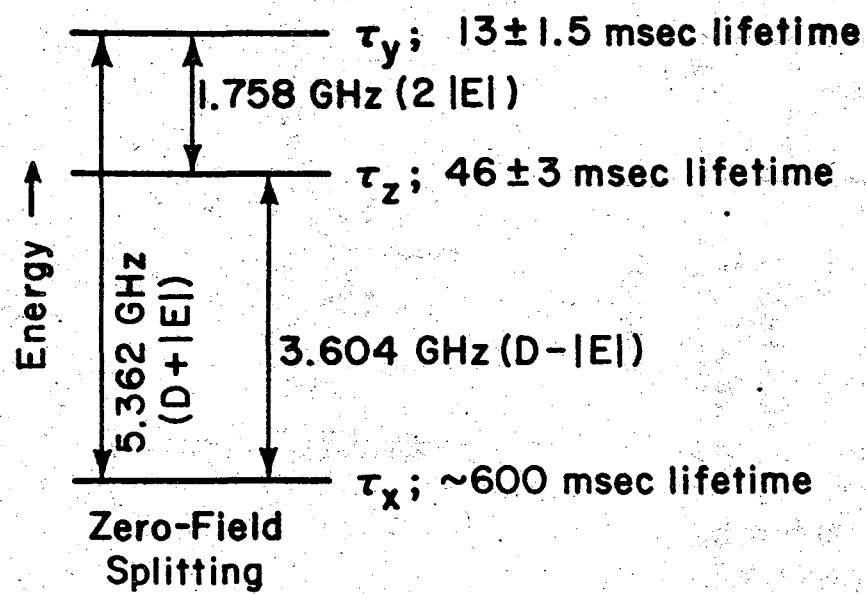 τy; 13±1.5 msec lifetime
1.758 GHz (2 |E|)
τz; 46±3 msec lifetime
Energy →
5.362 GHz
(D+|E|)
3.604 GHz (D-|E|)
τx; ~600 msec lifetime
Zero-Field
Splitting